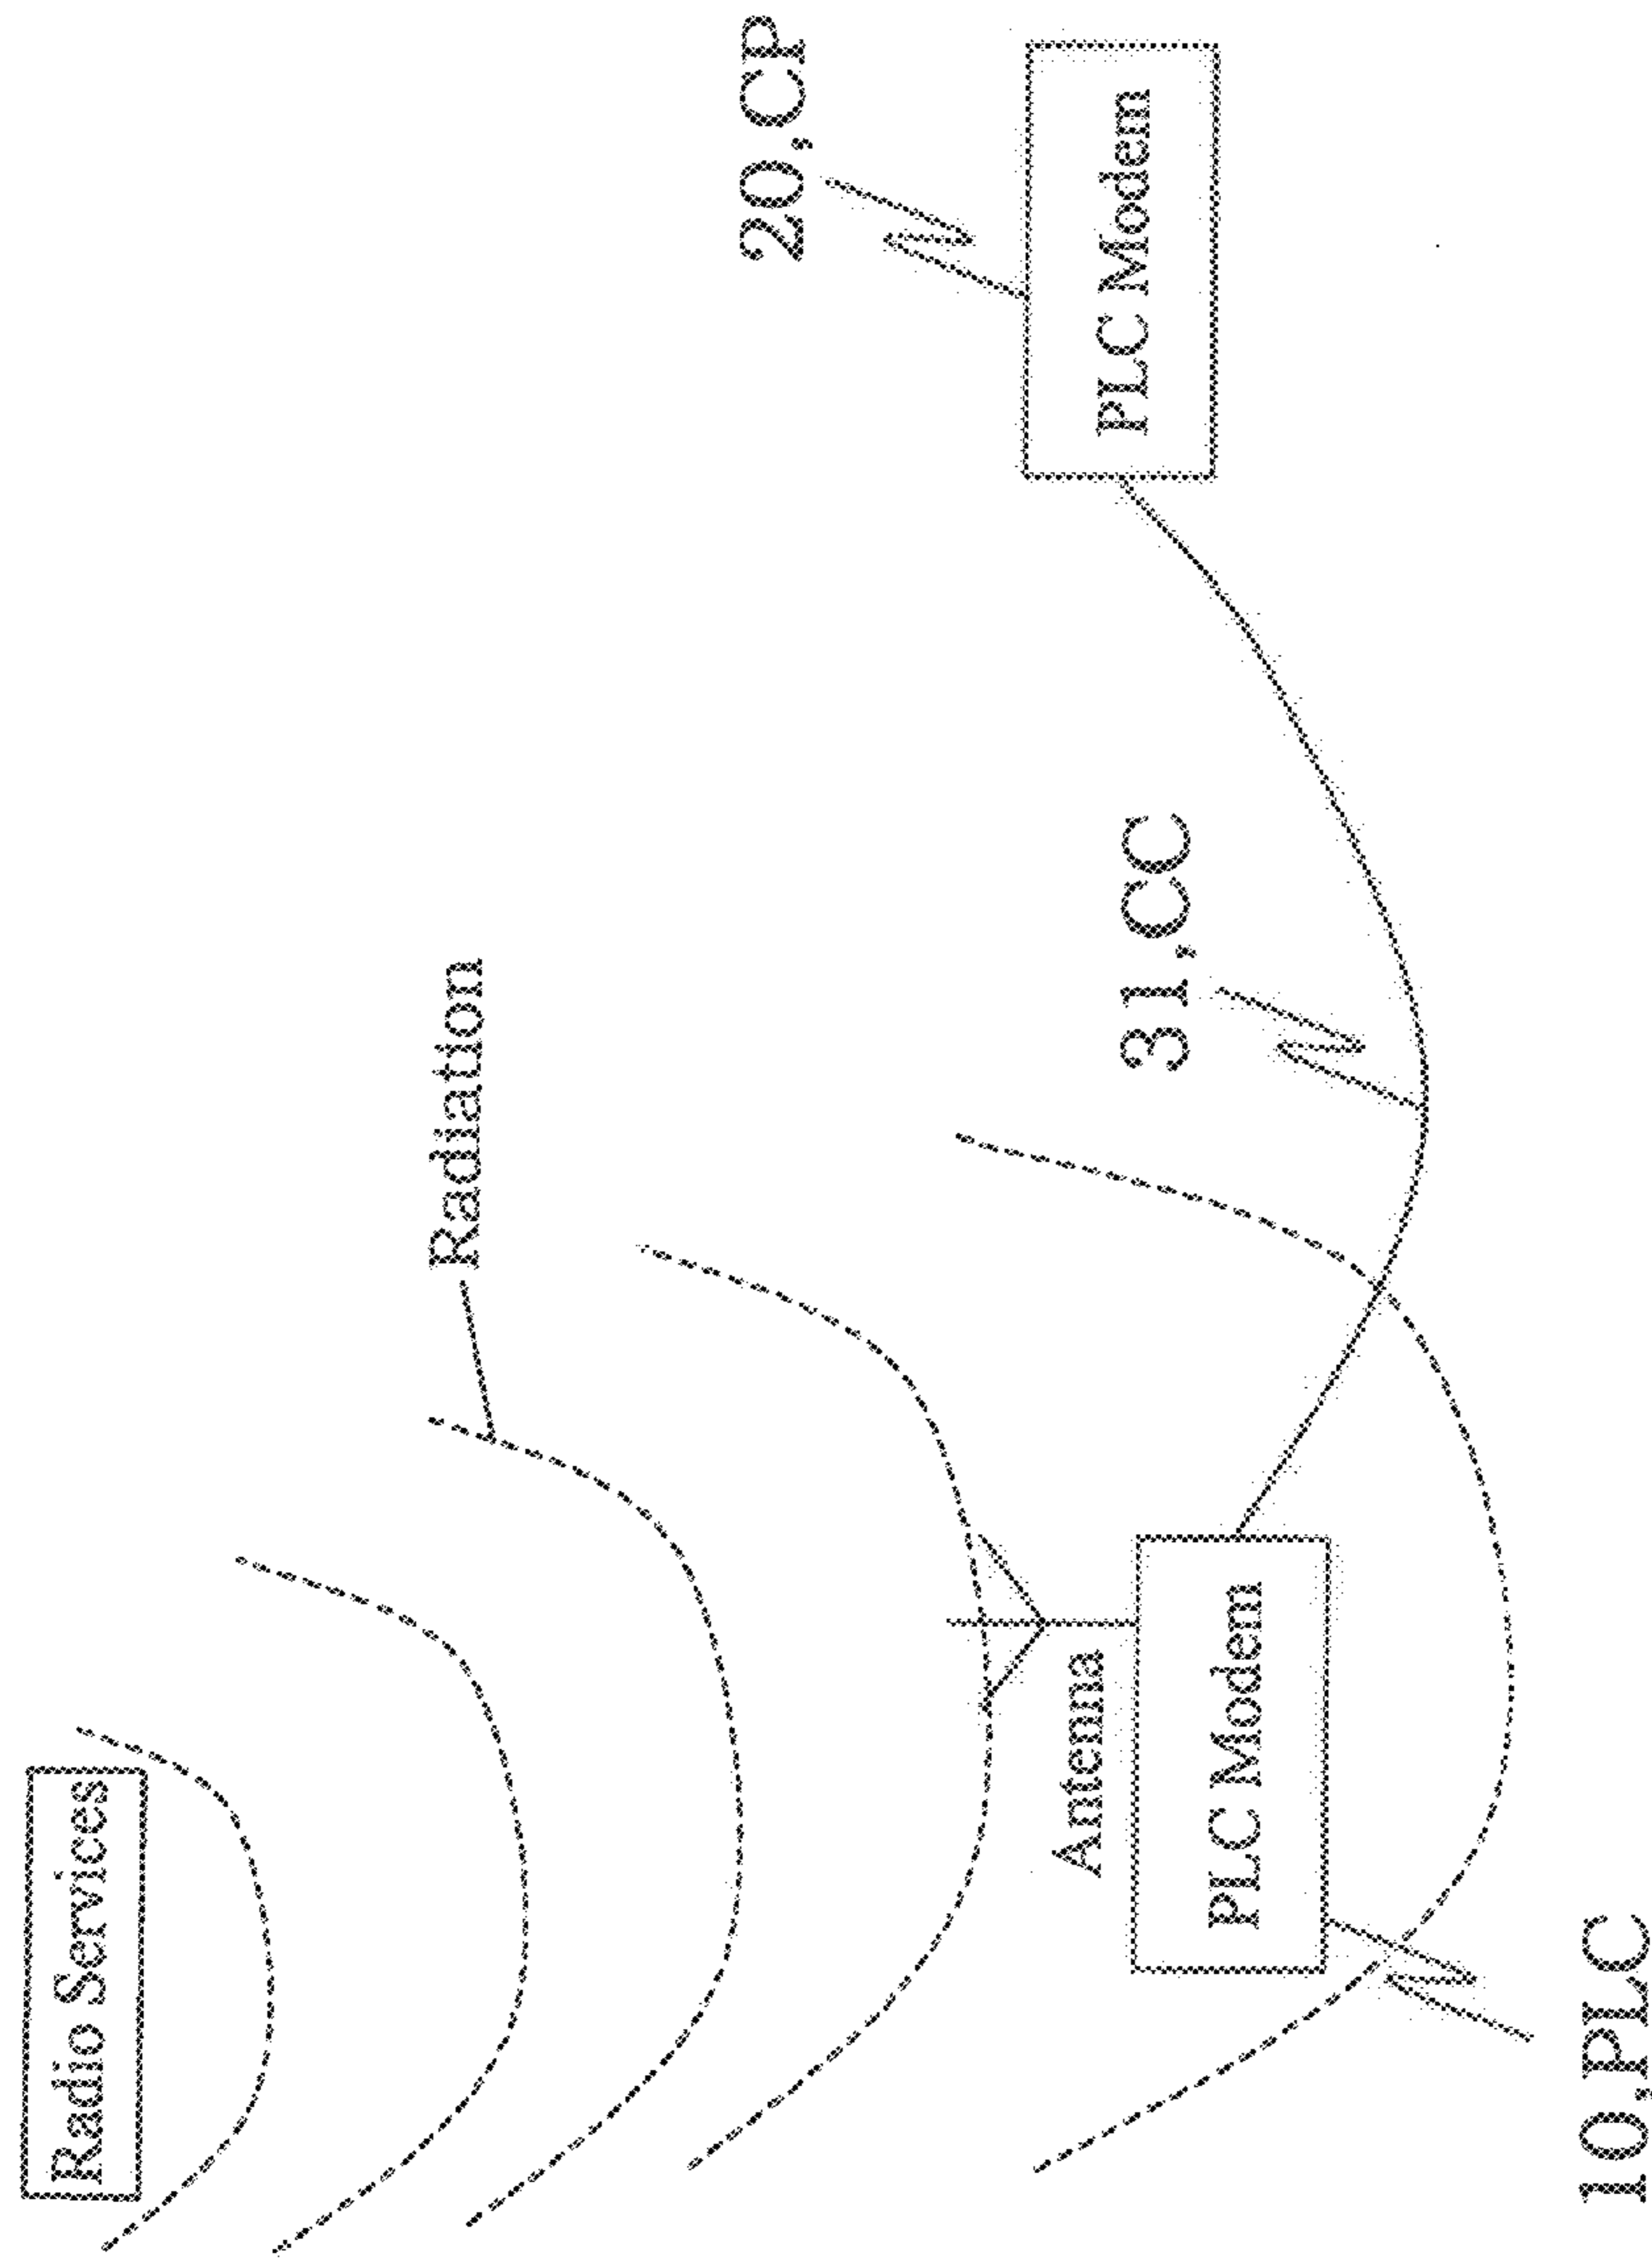 Radio Services
Radiation
20,CP
PLC Modem
31,CC
Antenna
PLC Modem
10,PLC